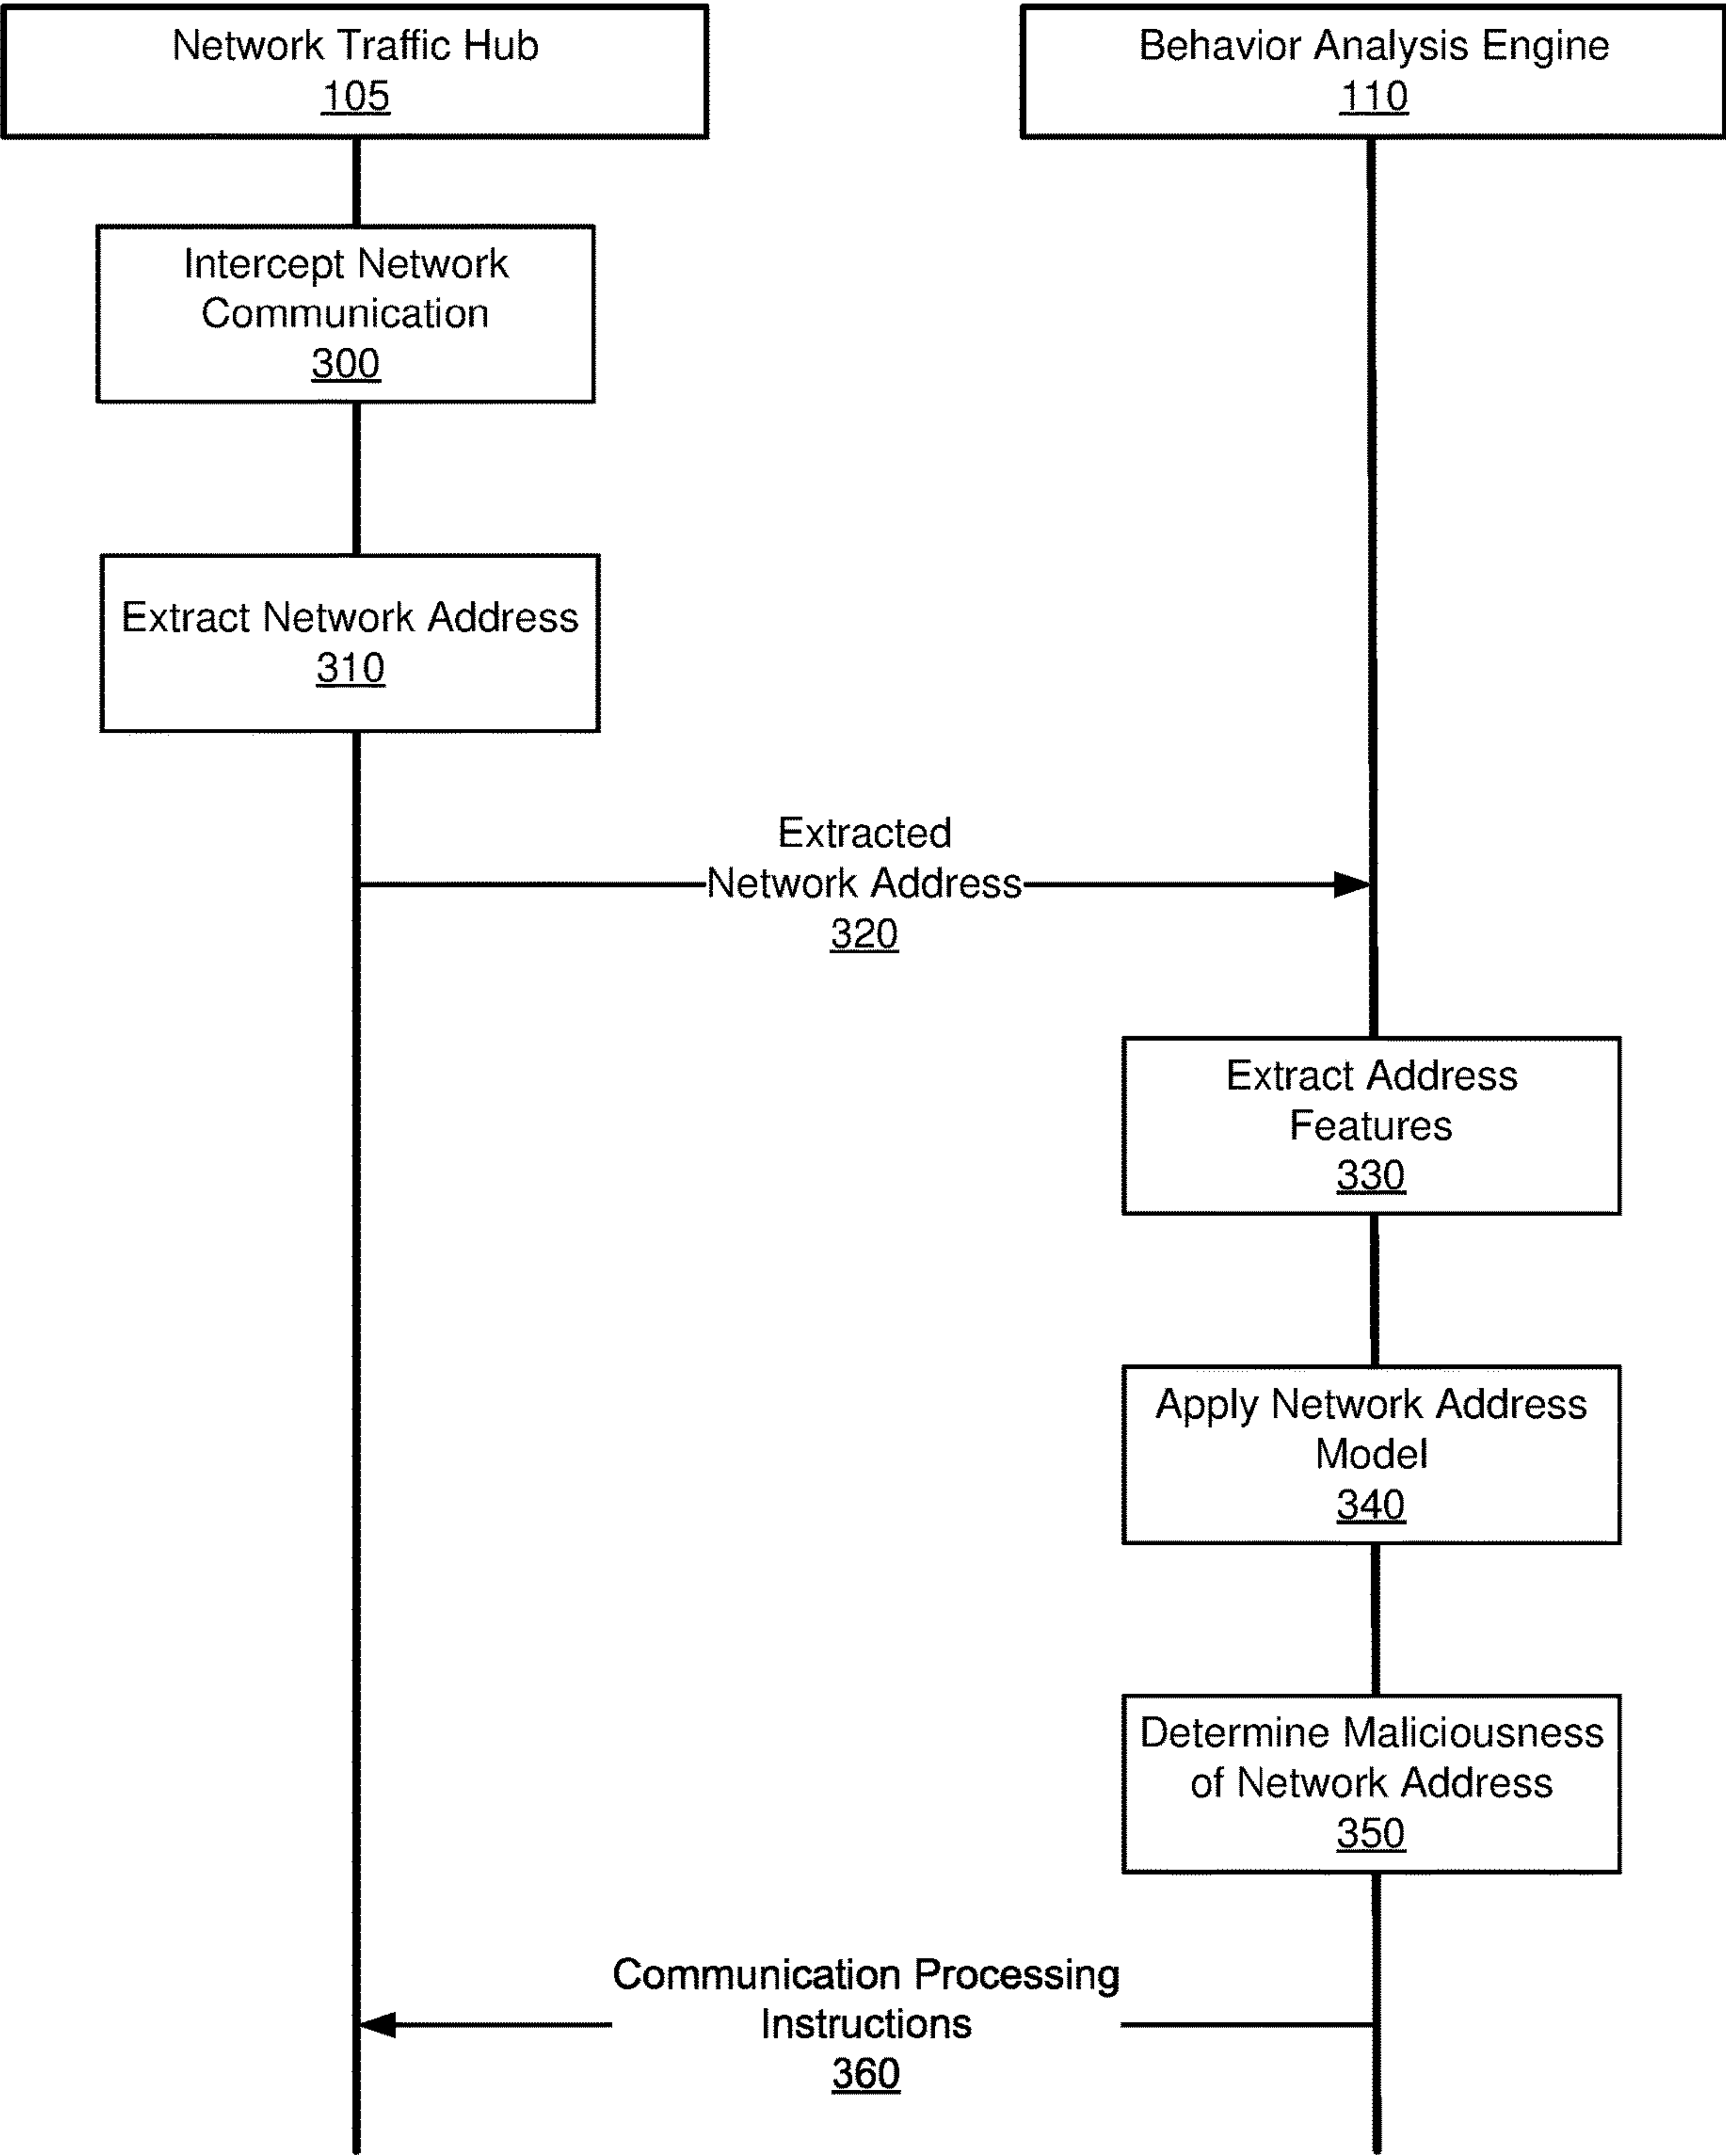 Network Traffic Hub
105
Behavior Analysis Engine
110
Intercept Network
Communication
300
Extract Network Address
310
Extracted
Network Address
320
Extract Address
Features
330
Apply Network Address
Model
340
Determine Maliciousness
of Network Address
350
Communication Processing
Instructions
360